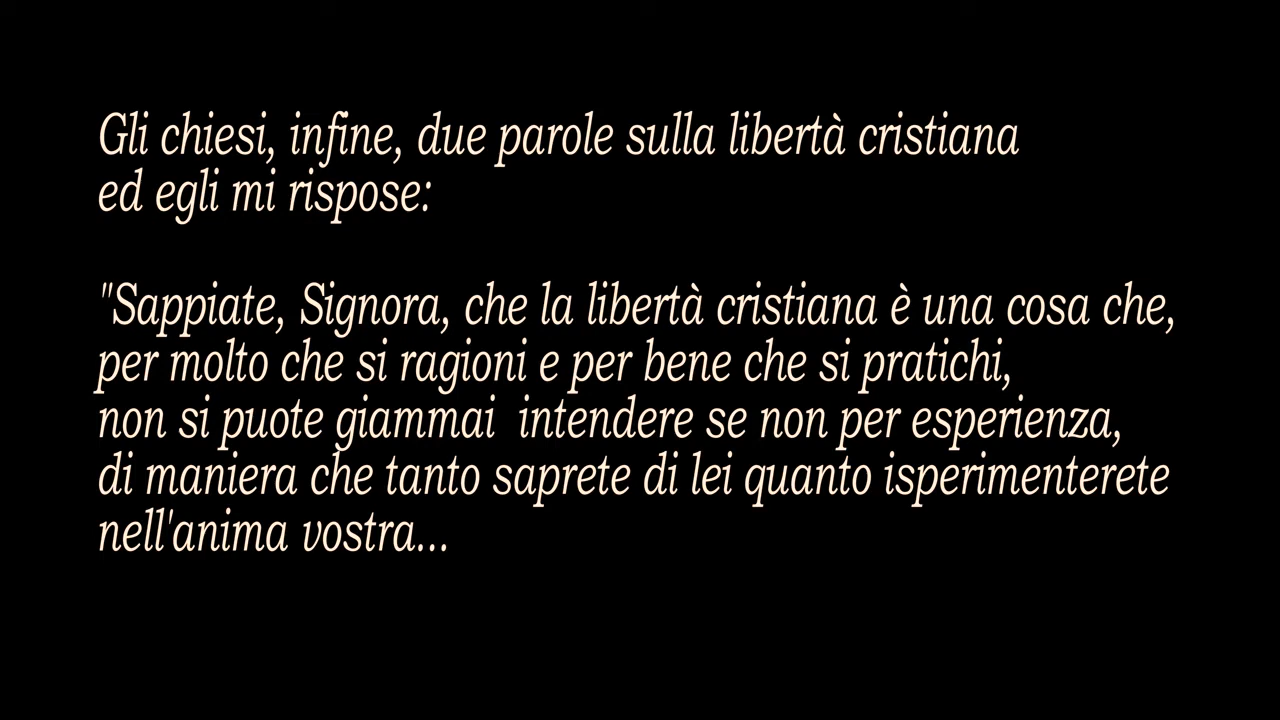 Gli chiesi, infine, due parole sulla libertà cristiana
ed egli mi rispose:
"Sappiate, Signora, che la libertà cristiana è una cosa che,
per molto che si ragioni e per bene che si pratichi,
non si puote giammai  intendere se non per esperienza,
di maniera che tanto saprete di lei quanto isperimenterete
nell'anima vostra...